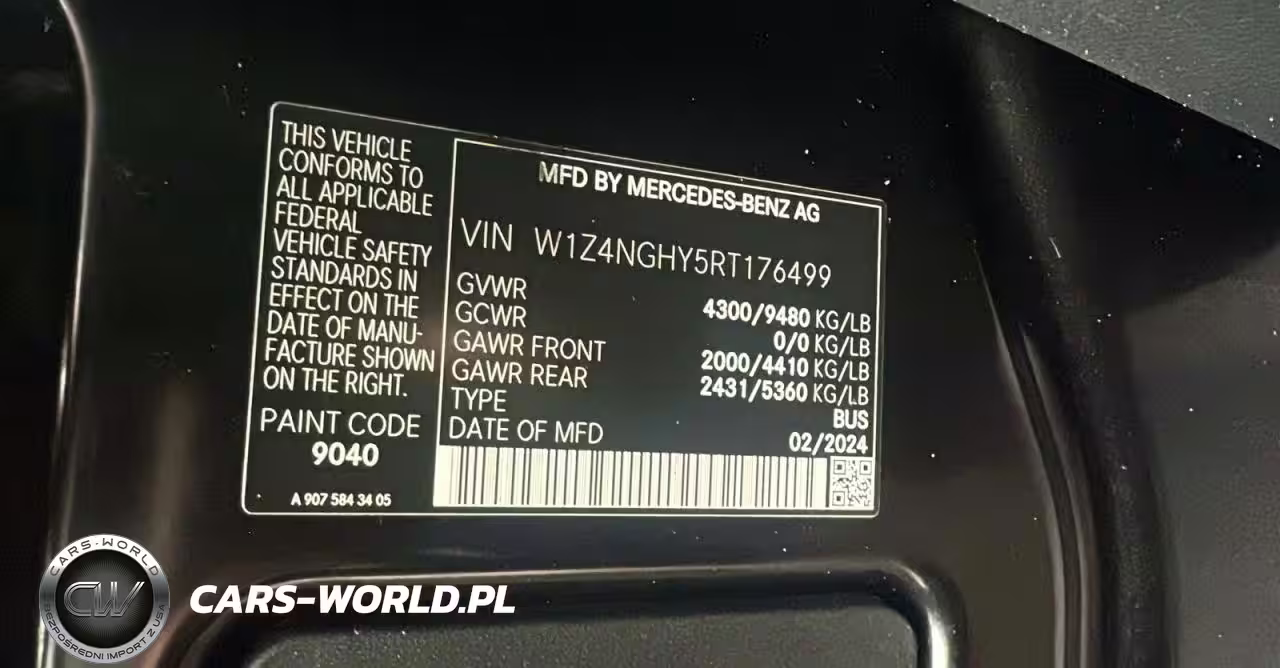 THIS VEHICLE
CONFORMS TO
ALL APPLICABLE
FEDERAL
VEHICLE SAFETY
STANDARDS IN
EFFECT ON THE
DATE OF MANU-
FACTURE SHOWN
ON THE RIGHT.
PAINT CODE
9040
A 907 584 34 05
MFD BY MERCEDES-BENZ AG
VIN W1Z4NGHY5RT176499
GVWR 4300/9480 KG/LB
GCWR 0/0 KG/LB
GAWR FRONT 2000/4410 KG/LB
GAWR REAR 2431/5360 KG/LB
TYPE BUS
DATE OF MFD 02/2024
CARS-WORLD
CW
BEZPOŚREDNI IMPORT Z USA
CARS-WORLD.PL